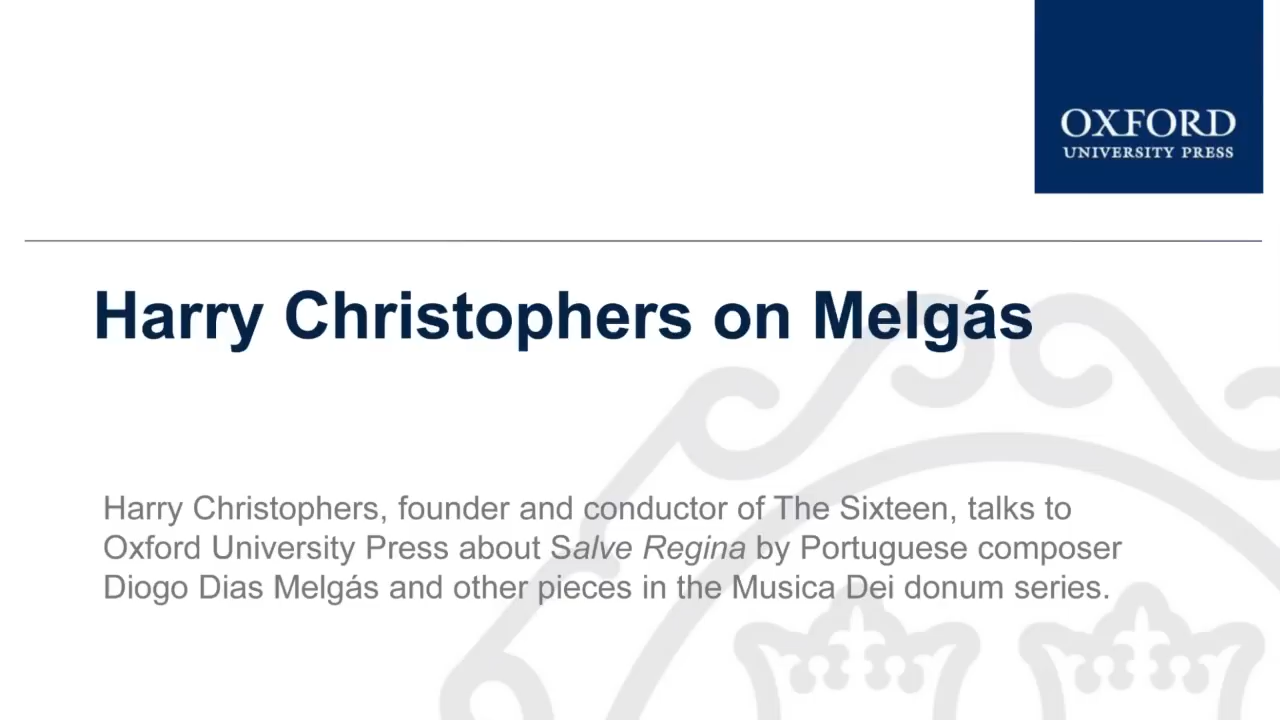 OXFORD
UNIVERSITY PRESS
Harry Christophers on Melgás
Harry Christophers, founder and conductor of The Sixteen, talks to
Oxford University Press about Salve Regina by Portuguese composer
Diogo Dias Melgás and other pieces in the Musica Dei donum series.